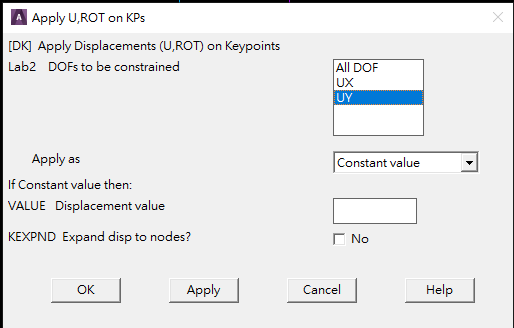 Apply U,ROT on KPs
[DK] Apply Displacements (U,ROT) on Keypoints
Lab2 DOFs to be constrained
All DOF
UX
UY
Apply as
Constant value
If Constant value then:
VALUE Displacement value
KEXPND Expand disp to nodes?
No
OK
Apply
Cancel
Help